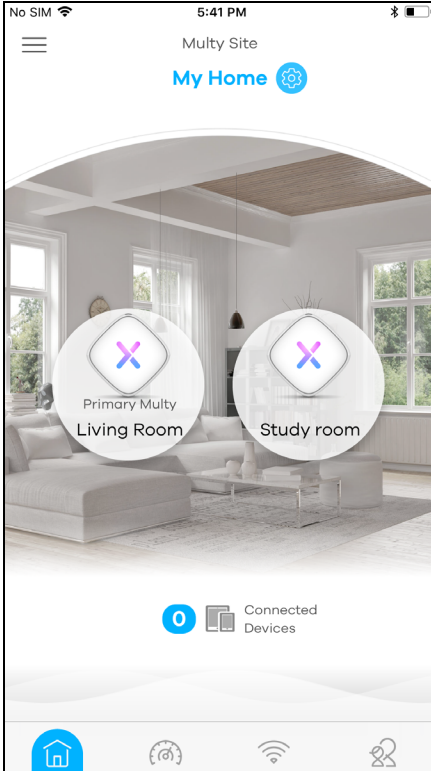 No SIM 5:41 PM
Multy Site
My Home
Primary Multy
Living Room
Study room
0
Connected
Devices